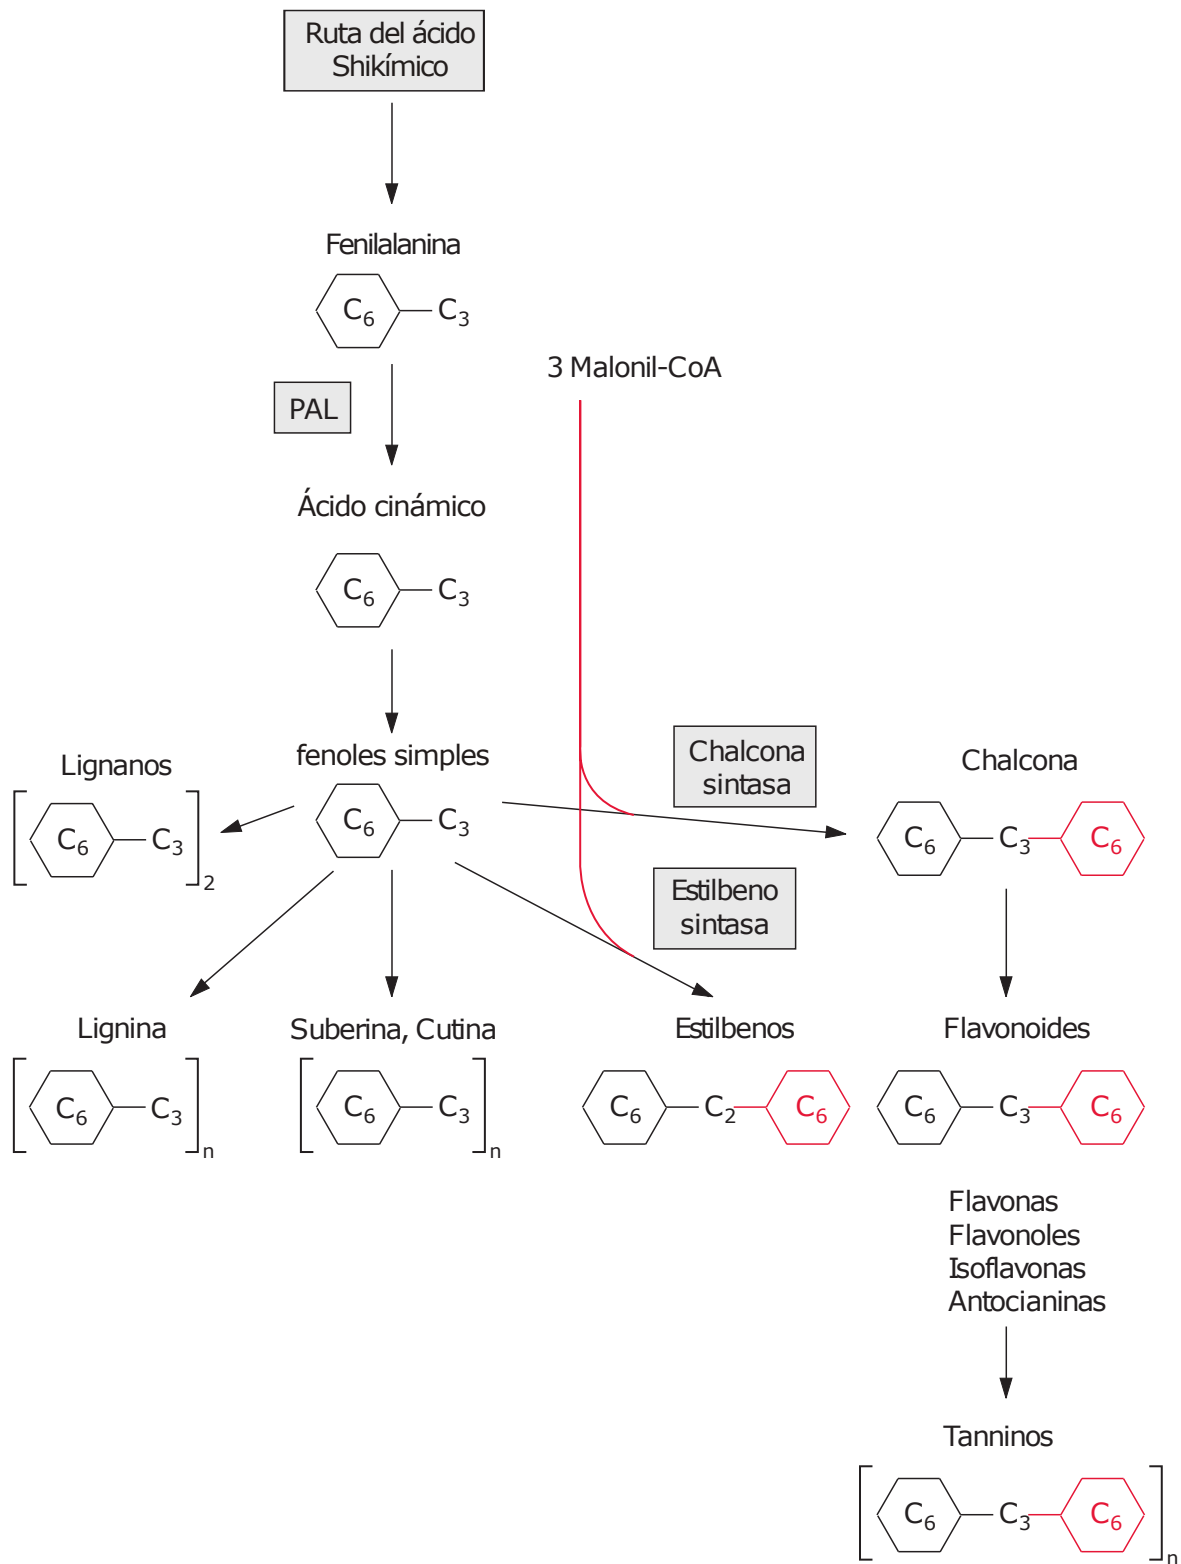 Ruta del ácido
Shikímico
Fenilalanina
C6 C3
3 Malonil-CoA
PAL
Ácido cinámico
C6 C3
fenoles simples
C6 C3
Lignanos
[C6 C3]2
Chalcona
sintasa
Chalcona
C6 C3 C6
Estilbeno
sintasa
Lignina
[C6 C3]n
Suberina, Cutina
[C6 C3]n
Estilbenos
C6 C2 C6
Flavonoides
C6 C3 C6
Flavonas
Flavonoles
Isoflavonas
Antocianinas
Tanninos
[C6 C3 C6]n